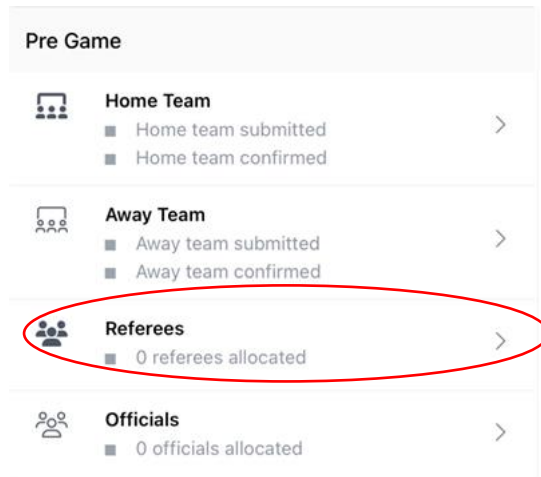 Pre Game
Home Team
Home team submitted
Home team confirmed
Away Team
Away team submitted
Away team confirmed
Referees
0 referees allocated
Officials
0 officials allocated